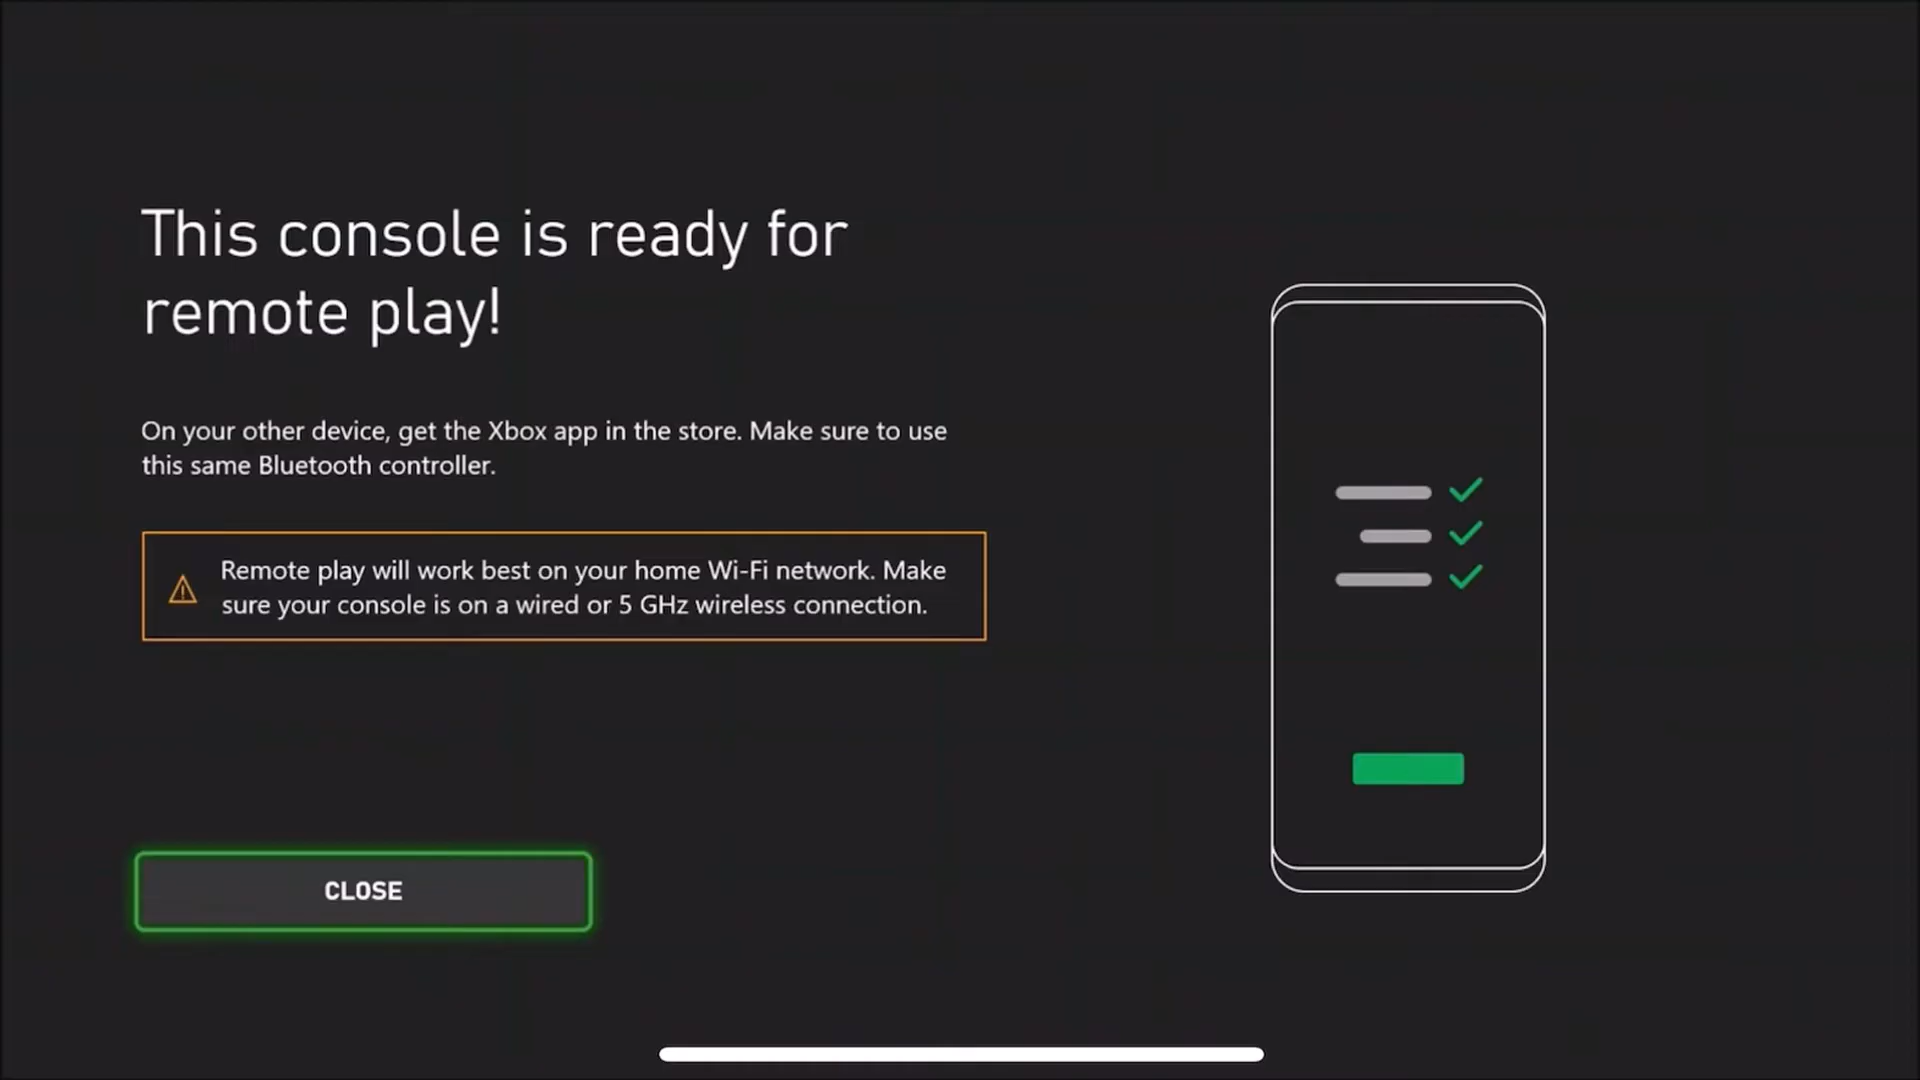 This console is ready for
remote play!
On your other device, get the Xbox app in the store. Make sure to use
this same Bluetooth controller.
Remote play will work best on your home Wi-Fi network. Make
sure your console is on a wired or 5 GHz wireless connection.
CLOSE